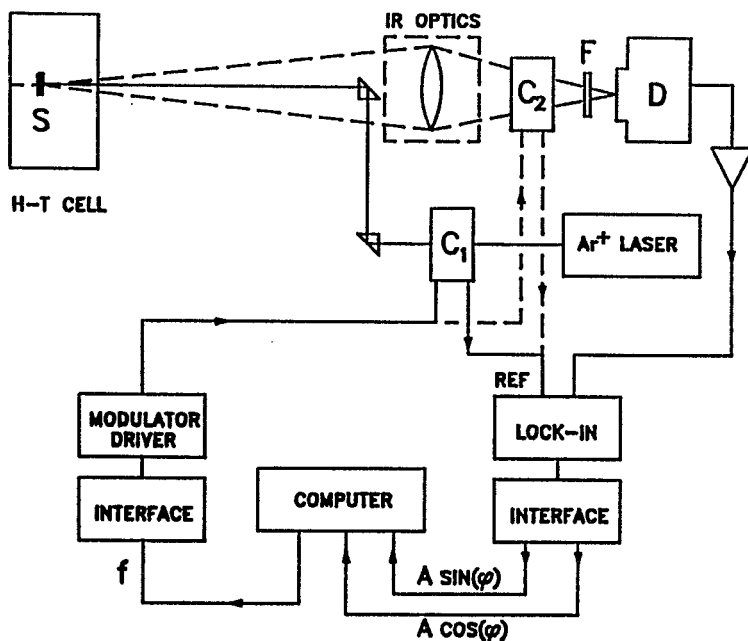 IR OPTICS
S
C₂
F
D
H-T CELL
C₁
Ar⁺ LASER
REF
MODULATOR
DRIVER
LOCK-IN
INTERFACE
COMPUTER
INTERFACE
f
A SIN(φ)
A COS(φ)